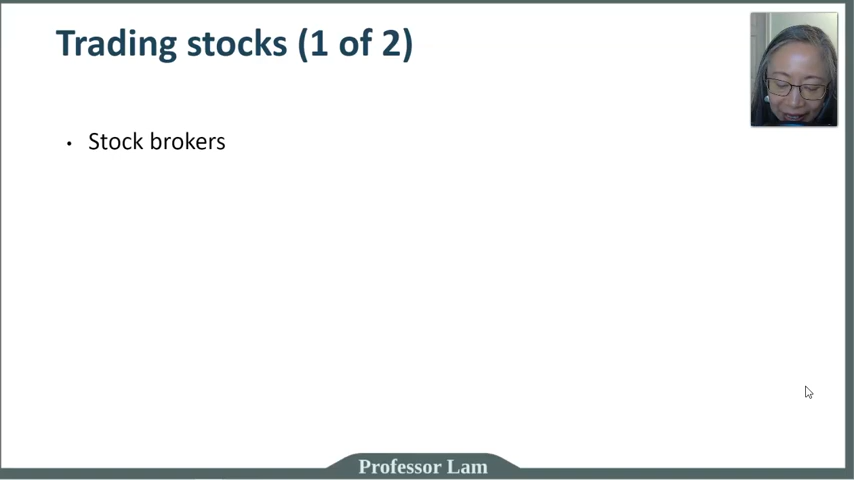 Trading stocks (1 of 2)
• Stock brokers
Professor Lam